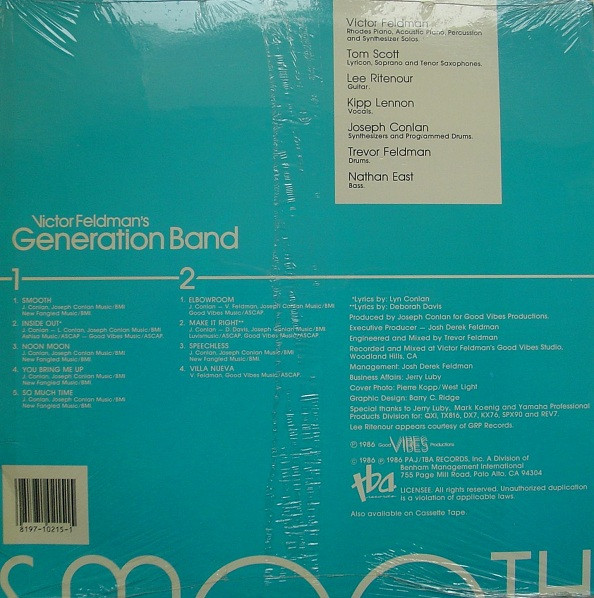 Victor Feldman
Rhodes Piano, Acoustic Piano, Percussion
and Synthesizer Solos.
Tom Scott
Lyricon, Soprano and Tenor Saxophones.
Lee Ritenour
Guitar.
Kipp Lennon
Vocals.
Joseph Conlan
Synthesizers and Programmed Drums.
Trevor Feldman
Drums.
Nathan East
Bass.
Victor Feldman's
Generation Band
1
1. SMOOTH
J. Conlan, Joseph Conlan Music/BMI
New Fangled Music/BMI
2. INSIDE OUT*
J. Conlan — L. Conlan, Joseph Conlan Music/BMI
Music/ASCAP — Good Vibes Music/ASCAP
3. NOON MOON
J. Conlan, Joseph Conlan Music/BMI
New Fangled Music/BMI
4. YOU BRING ME UP
J. Conlan, Joseph Conlan Music/BMI
New Fangled Music/BMI
5. SO MUCH TIME
J. Conlan, Joseph Conlan Music/BMI
New Fangled Music/BMI
2
1. ELBOWROOM
J. Conlan — V. Feldman, Joseph Conlan Music/BMI
Good Vibes Music/ASCAP
2. MAKE IT RIGHT**
J. Conlan — D. Davis, Joseph Conlan Music/BMI
Music/ASCAP — Good Vibes Music/ASCAP
3. SPEECHLESS
J. Conlan, Joseph Conlan Music/BMI
New Fangled Music/BMI
4. VILLA NUEVA
V. Feldman, Good Vibes Music/ASCAP
*Lyrics by: Lyn Conlan
**Lyrics by: Deborah Davis
Produced by Joseph Conlan for Good Vibes Productions.
Executive Producer — Josh Derek Feldman
Engineered and Mixed by Trevor Feldman
Recorded and Mixed at Victor Feldman's Good Vibes Studio,
Woodland Hills, CA
Management: Josh Derek Feldman
Business Affairs: Jerry Luby
Cover Photo: Pierre Kopp/West Light
Graphic Design: Barry C. Ridge
Special thanks to Jerry Luby, Mark Koenig and Yamaha Professional
Products Division for: QX1, TX816, DX7, KX76, SPX90 and REV7.
Lee Ritenour appears courtesy of GRP Records.
℗ 1986 Good VIBES Productions
© 1986 ℗ 1986 PAJ/TBA RECORDS, Inc. A Division of
Benham Management International
755 Page Mill Road, Palo Alto, CA 94304
tba
LICENSEE. All rights reserved. Unauthorized duplication
is a violation of applicable laws.
Also available on Cassette Tape.
8197-10215-1
SMOOTH